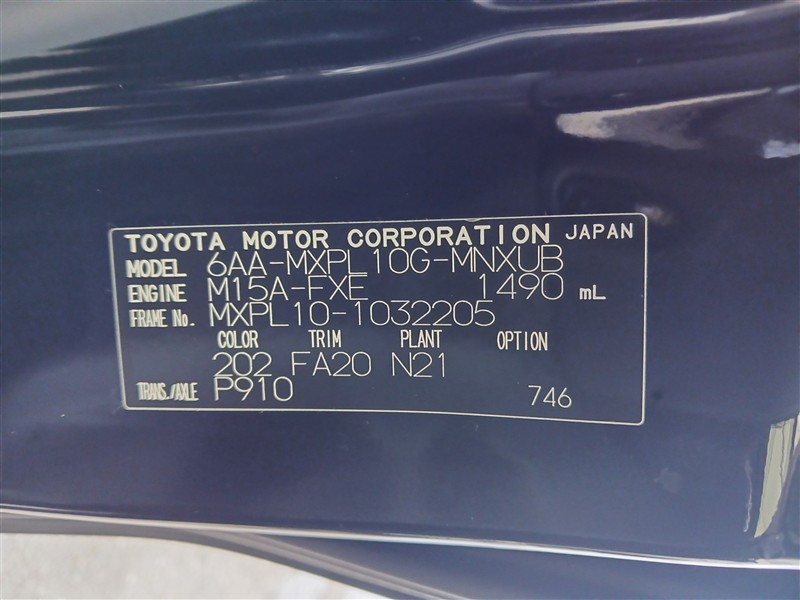 TOYOTA MOTOR CORPORATION JAPAN
MODEL 6AA-MXPL10G-MNXUB
ENGINE M15A-FXE 1490 mL
FRAME No. MXPL10-1032205
COLOR TRIM PLANT OPTION
202 FA20 N21
TRANS./AXLE P910 746